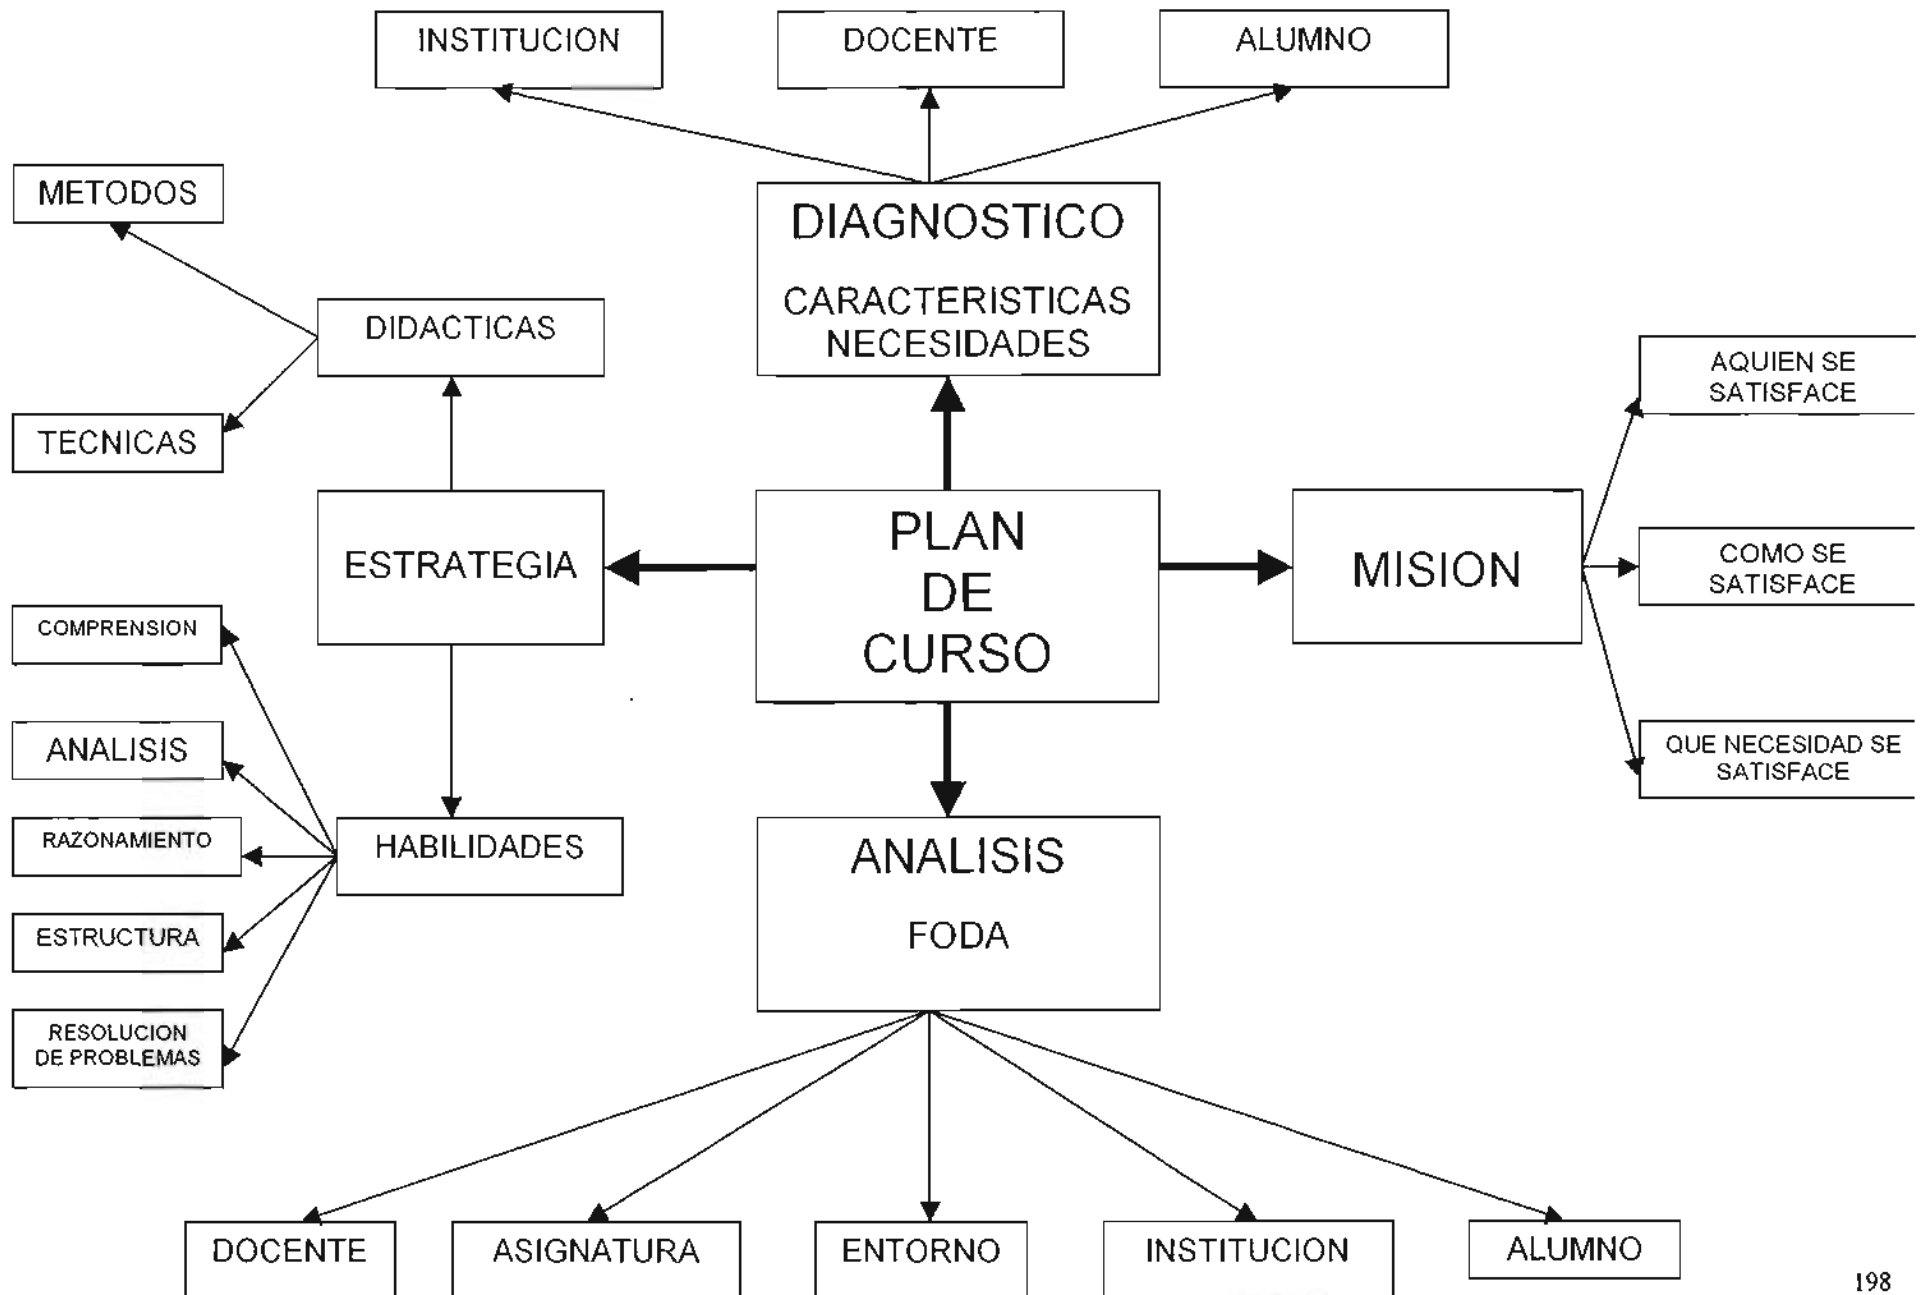 INSTITUCION
DOCENTE
ALUMNO
METODOS
DIAGNOSTICO
CARACTERISTICAS
NECESIDADES
DIDACTICAS
TECNICAS
AQUIEN SE
SATISFACE
ESTRATEGIA
PLAN
DE
CURSO
MISION
COMO SE
SATISFACE
QUE NECESIDAD SE
SATISFACE
COMPRENSION
ANALISIS
RAZONAMIENTO
ESTRUCTURA
RESOLUCION
DE PROBLEMAS
HABILIDADES
ANALISIS
FODA
DOCENTE
ASIGNATURA
ENTORNO
INSTITUCION
ALUMNO
198